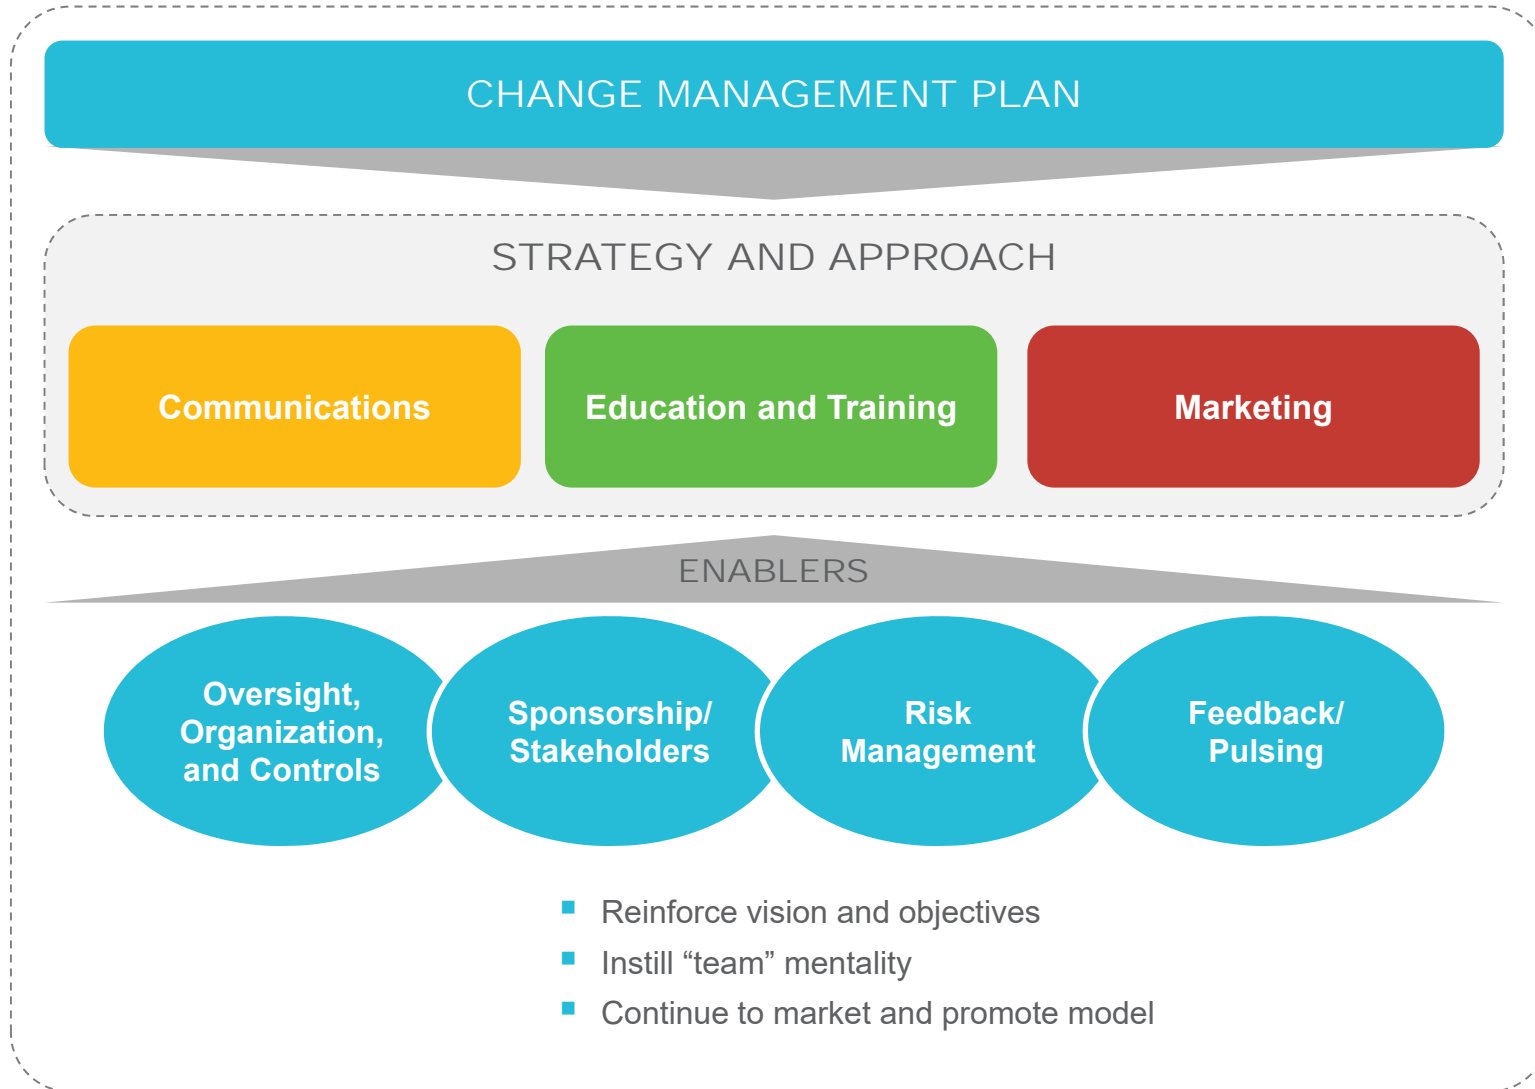 CHANGE MANAGEMENT PLAN
STRATEGY AND APPROACH
Communications
Education and Training
Marketing
ENABLERS
Oversight,
Organization,
and Controls
Sponsorship/
Stakeholders
Risk
Management
Feedback/
Pulsing
▪ Reinforce vision and objectives
▪ Instill “team” mentality
▪ Continue to market and promote model